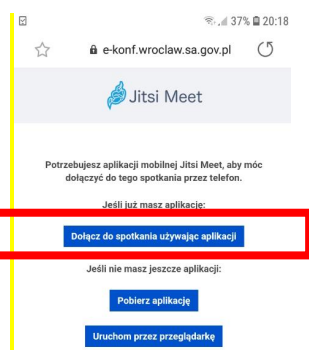 37% 20:18
e-konf.wroclaw.sa.gov.pl
Jitsi Meet
Potrzebujesz aplikacji mobilnej Jitsi Meet, aby móc
dołączyć do tego spotkania przez telefon.
Jeśli już masz aplikację:
Dołącz do spotkania używając aplikacji
Jeśli nie masz jeszcze aplikacji:
Pobierz aplikację
Uruchom przez przeglądarkę